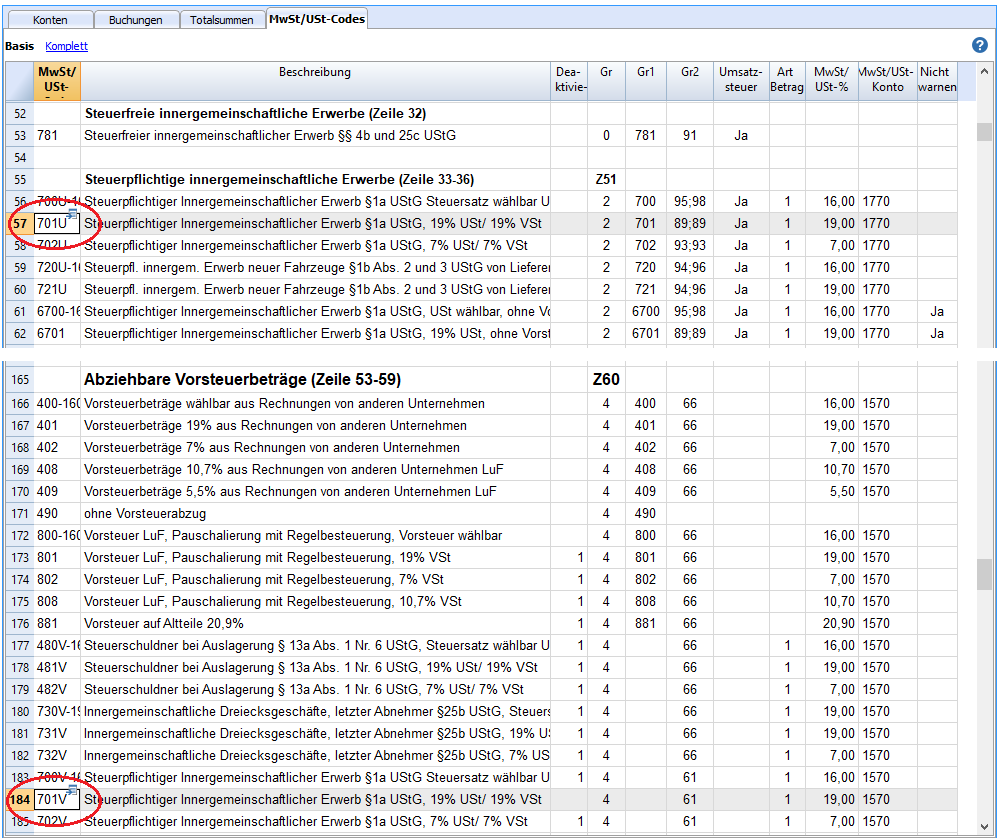 Konten Buchungen Totalsummen MwSt/USt-Codes
Basis Komplett
MwSt/USt- Beschreibung Dea-ktivie- Gr Gr1 Gr2 Umsatz-steuer Art Betrag MwSt/USt-% MwSt/USt-Konto Nicht warnen
52 Steuerfreie innergemeinschaftliche Erwerbe (Zeile 32)
53 781 Steuerfreier innergemeinschaftlicher Erwerb §§ 4b und 25c UStG 0 781 91 Ja
54
55 Steuerpflichtige innergemeinschaftliche Erwerbe (Zeile 33-36) Z51
56 700U-16 Steuerpflichtiger Innergemeinschaftlicher Erwerb §1a UStG Steuersatz wählbar U 2 700 95;98 Ja 1 16,00 1770
57 701U Steuerpflichtiger Innergemeinschaftlicher Erwerb §1a UStG, 19% USt/ 19% VSt 2 701 89;89 Ja 1 19,00 1770
58 702U Steuerpflichtiger Innergemeinschaftlicher Erwerb §1a UStG, 7% USt/ 7% VSt 2 702 93;93 Ja 1 7,00 1770
59 720U-16 Steuerpfl. innergem. Erwerb neuer Fahrzeuge §1b Abs. 2 und 3 UStG von Lieferer 2 720 94;96 Ja 1 16,00 1770
60 721U Steuerpfl. innergem. Erwerb neuer Fahrzeuge §1b Abs. 2 und 3 UStG von Lieferer 2 721 94;96 Ja 1 19,00 1770
61 6700-16 Steuerpflichtiger Innergemeinschaftlicher Erwerb §1a UStG, USt wählbar, ohne Vo 2 6700 95;98 Ja 1 16,00 1770 Ja
62 6701 Steuerpflichtiger Innergemeinschaftlicher Erwerb §1a UStG, 19% USt, ohne Vorst 2 6701 89;89 Ja 1 19,00 1770 Ja
165 Abziehbare Vorsteuerbeträge (Zeile 53-59) Z60
166 400-160 Vorsteuerbeträge wählbar aus Rechnungen von anderen Unternehmen 4 400 66 16,00 1570
167 401 Vorsteuerbeträge 19% aus Rechnungen von anderen Unternehmen 4 401 66 19,00 1570
168 402 Vorsteuerbeträge 7% aus Rechnungen von anderen Unternehmen 4 402 66 7,00 1570
169 408 Vorsteuerbeträge 10,7% aus Rechnungen von anderen Unternehmen LuF 4 408 66 10,70 1570
170 409 Vorsteuerbeträge 5,5% aus Rechnungen von anderen Unternehmen LuF 4 409 66 5,50 1570
171 490 ohne Vorsteuerabzug 4 490
172 800-160 Vorsteuer LuF, Pauschalierung mit Regelbesteuerung, Vorsteuer wählbar 4 800 66 16,00 1570
173 801 Vorsteuer LuF, Pauschalierung mit Regelbesteuerung, 19% VSt 1 4 801 66 19,00 1570
174 802 Vorsteuer LuF, Pauschalierung mit Regelbesteuerung, 7% VSt 1 4 802 66 7,00 1570
175 808 Vorsteuer LuF, Pauschalierung mit Regelbesteuerung, 10,7% VSt 1 4 808 66 10,70 1570
176 881 Vorsteuer auf Altteile 20,9% 1 4 881 66 20,90 1570
177 480V-16 Steuerschuldner bei Auslagerung § 13a Abs. 1 Nr. 6 UStG, Steuersatz wählbar U 1 4 66 1 16,00 1570
178 481V Steuerschuldner bei Auslagerung § 13a Abs. 1 Nr. 6 UStG, 19% USt/ 19% VSt 1 4 66 1 19,00 1570
179 482V Steuerschuldner bei Auslagerung § 13a Abs. 1 Nr. 6 UStG, 7% USt/ 7% VSt 1 4 66 1 7,00 1570
180 730V-19 Innergemeinschaftliche Dreiecksgeschäfte, letzter Abnehmer §25b UStG, Steuers 1 4 66 1 16,00 1570
181 731V Innergemeinschaftliche Dreiecksgeschäfte, letzter Abnehmer §25b UStG, 19% U 1 4 66 1 19,00 1570
182 732V Innergemeinschaftliche Dreiecksgeschäfte, letzter Abnehmer §25b UStG, 7% US 1 4 66 1 7,00 1570
183 700V-16 Steuerpflichtiger Innergemeinschaftlicher Erwerb §1a UStG Steuersatz wählbar U 1 4 61 1 16,00 1570
184 701V Steuerpflichtiger Innergemeinschaftlicher Erwerb §1a UStG, 19% USt/ 19% VSt 4 61 1 19,00 1570
185 702V Steuerpflichtiger Innergemeinschaftlicher Erwerb §1a UStG, 7% USt/ 7% VSt 1 4 61 1 7,00 1570